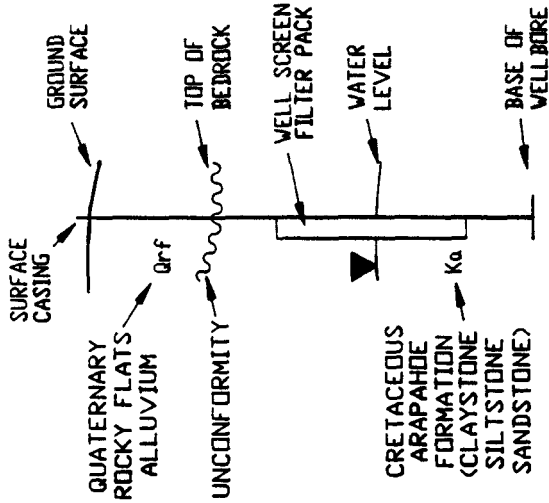 SURFACE
CASING
GROUND
SURFACE
QUATERNARY
ROCKY FLATS
ALLUVIUM
Qrf
TOP OF
BEDROCK
UNCONFORMITY
WELL SCREEN
FILTER PACK
WATER
LEVEL
CRETACEOUS
ARAPAHOE
FORMATION
(CLAYSTONE
SILTSTONE
SANDSTONE)
Ka
BASE OF
WELLBORE